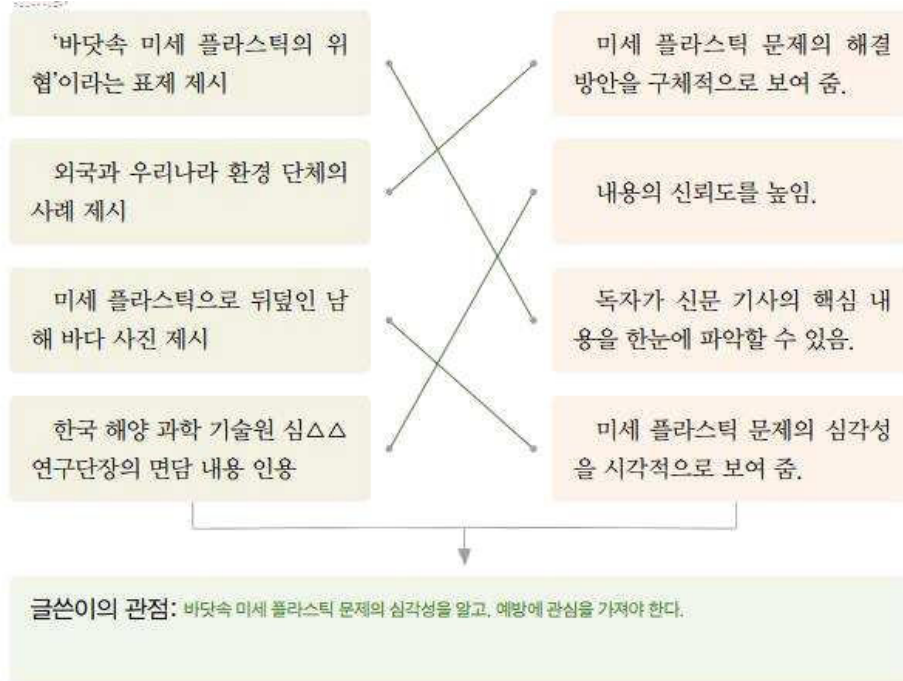 '바닷속 미세 플라스틱의 위
협'이라는 표제 제시
미세 플라스틱 문제의 해결
방안을 구체적으로 보여 줌.
외국과 우리나라 환경 단체의
사례 제시
내용의 신뢰도를 높임.
미세 플라스틱으로 뒤덮인 남
해 바다 사진 제시
독자가 신문 기사의 핵심 내
용을 한눈에 파악할 수 있음.
한국 해양 과학 기술원 심△△
연구단장의 면담 내용 인용
미세 플라스틱 문제의 심각성
을 시각적으로 보여 줌.
글쓴이의 관점: 바닷속 미세 플라스틱 문제의 심각성을 알고, 예방에 관심을 가져야 한다.